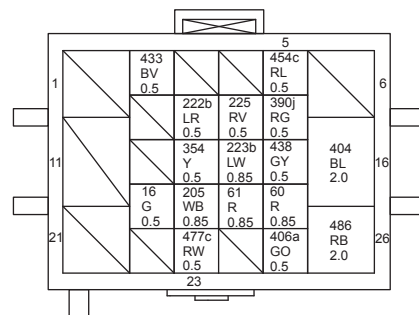 5
1
433
BV
0.5
454c
RL
0.5
6
222b
LR
0.5
225
RV
0.5
390j
RG
0.5
11
354
Y
0.5
223b
LW
0.85
438
GY
0.5
404
BL
2.0
16
16
G
0.5
205
WB
0.85
61
R
0.85
60
R
0.85
21
477c
RW
0.5
406a
GO
0.5
486
RB
2.0
26
23